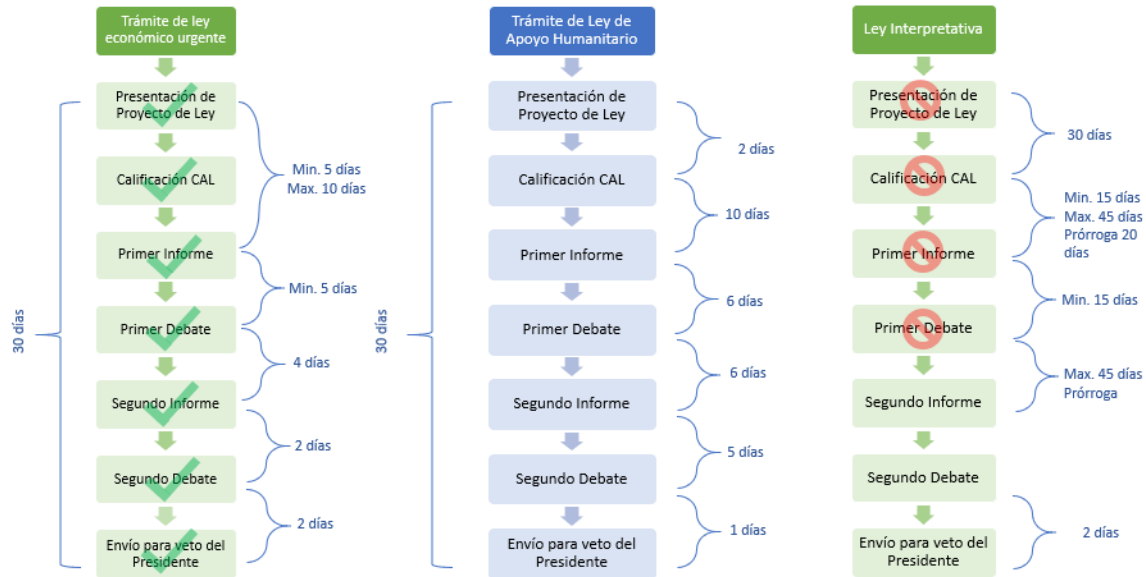 Trámite de ley
económico urgente
Presentación de
Proyecto de Ley
Calificación CAL
Primer Informe
Primer Debate
Segundo Informe
Segundo Debate
Envío para veto del
Presidente
30 días
Min. 5 días
Max. 10 días
Min. 5 días
4 días
2 días
2 días
Trámite de Ley de
Apoyo Humanitario
Presentación de
Proyecto de Ley
Calificación CAL
Primer Informe
Primer Debate
Segundo Informe
Segundo Debate
Envío para veto del
Presidente
30 días
2 días
10 días
6 días
6 días
5 días
1 días
Ley Interpretativa
Presentación de
Proyecto de Ley
Calificación CAL
Primer Informe
Primer Debate
Segundo Informe
Segundo Debate
Envío para veto del
Presidente
30 días
Min. 15 días
Max. 45 días
Prórroga 20
días
Min. 15 días
Max. 45 días
Prórroga
2 días